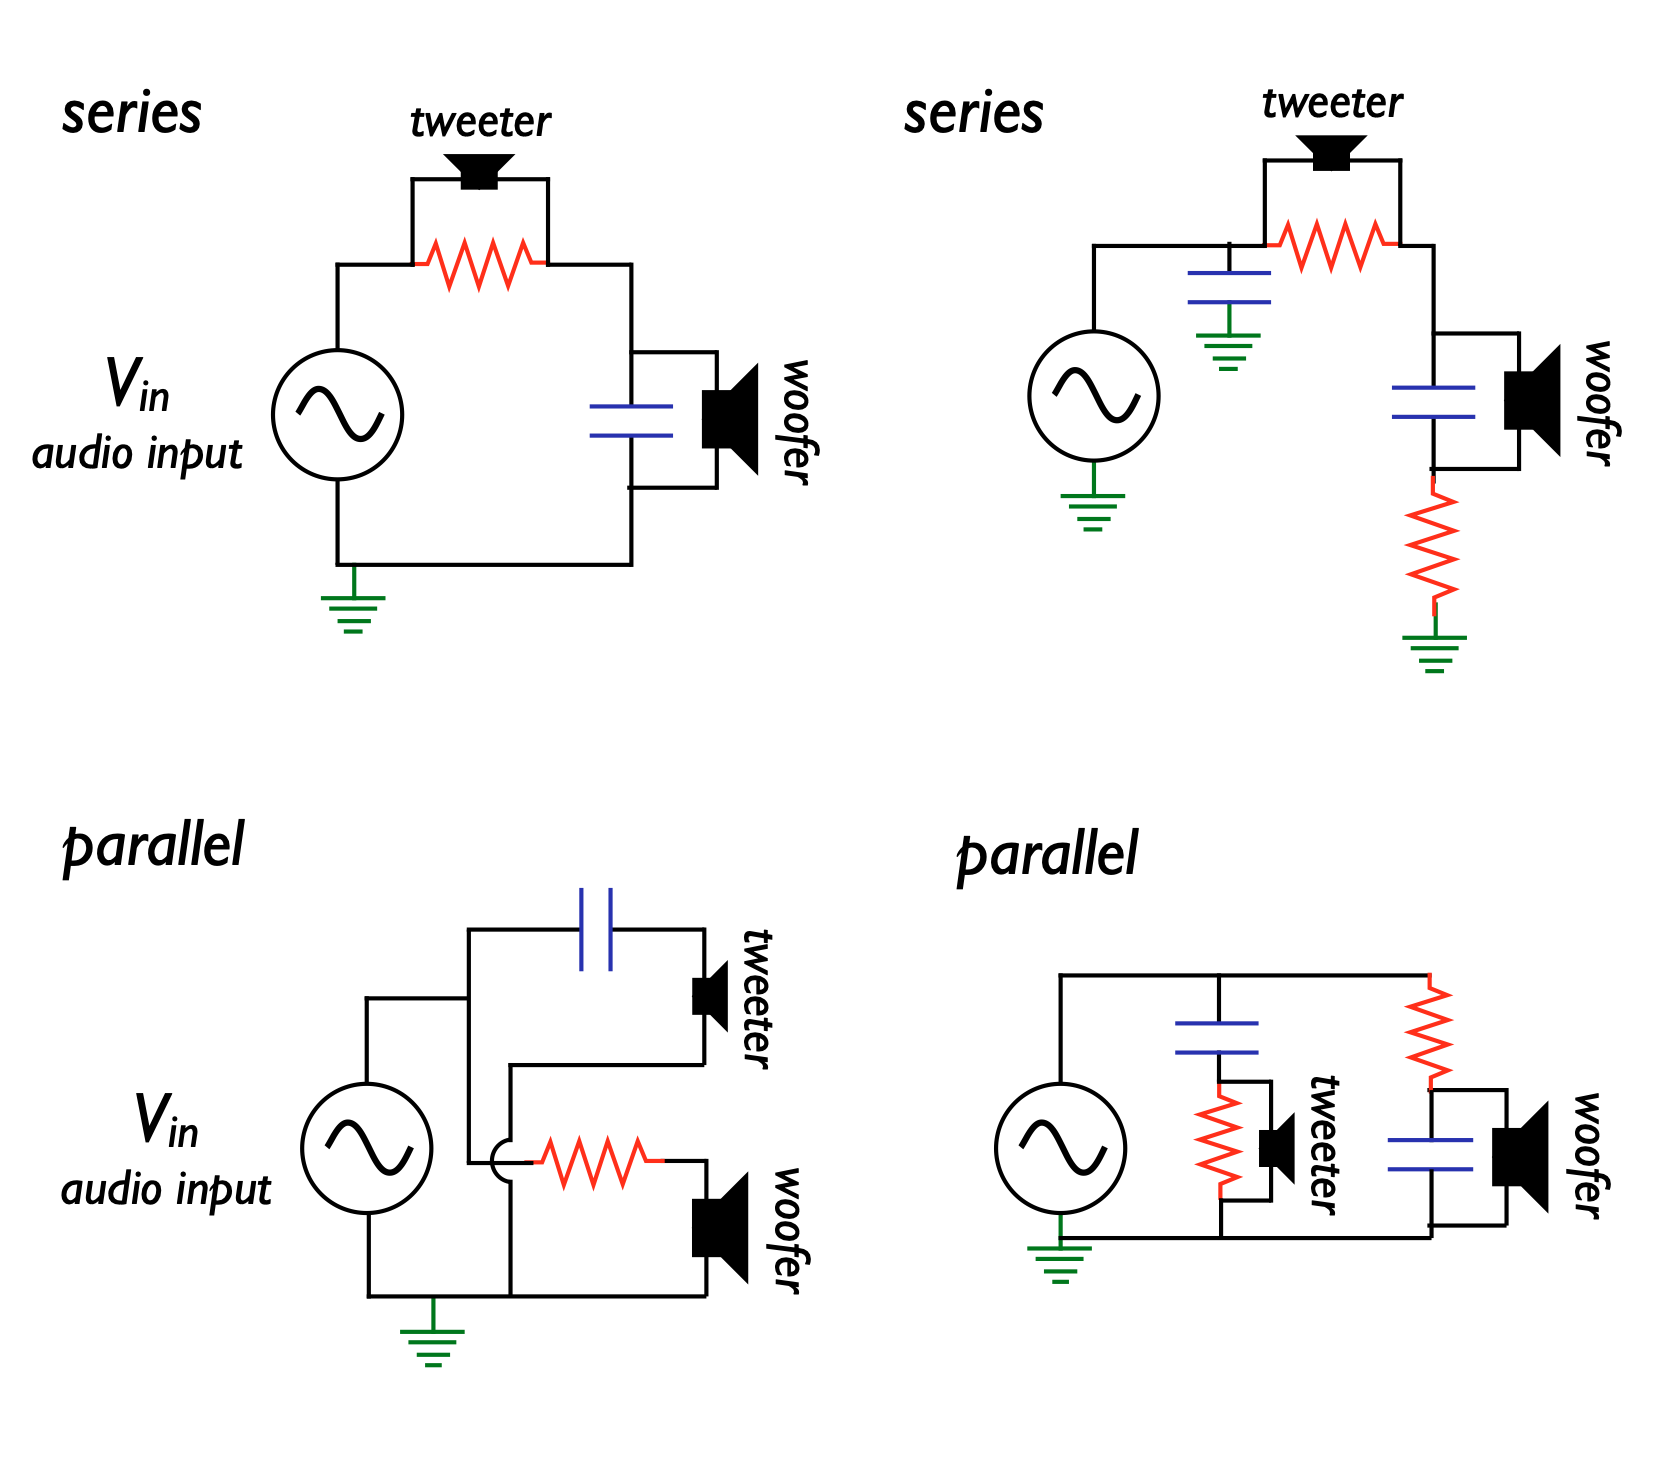 series
tweeter
woofer
Vin
audio input
series
tweeter
woofer
parallel
tweeter
woofer
Vin
audio input
parallel
tweeter
woofer